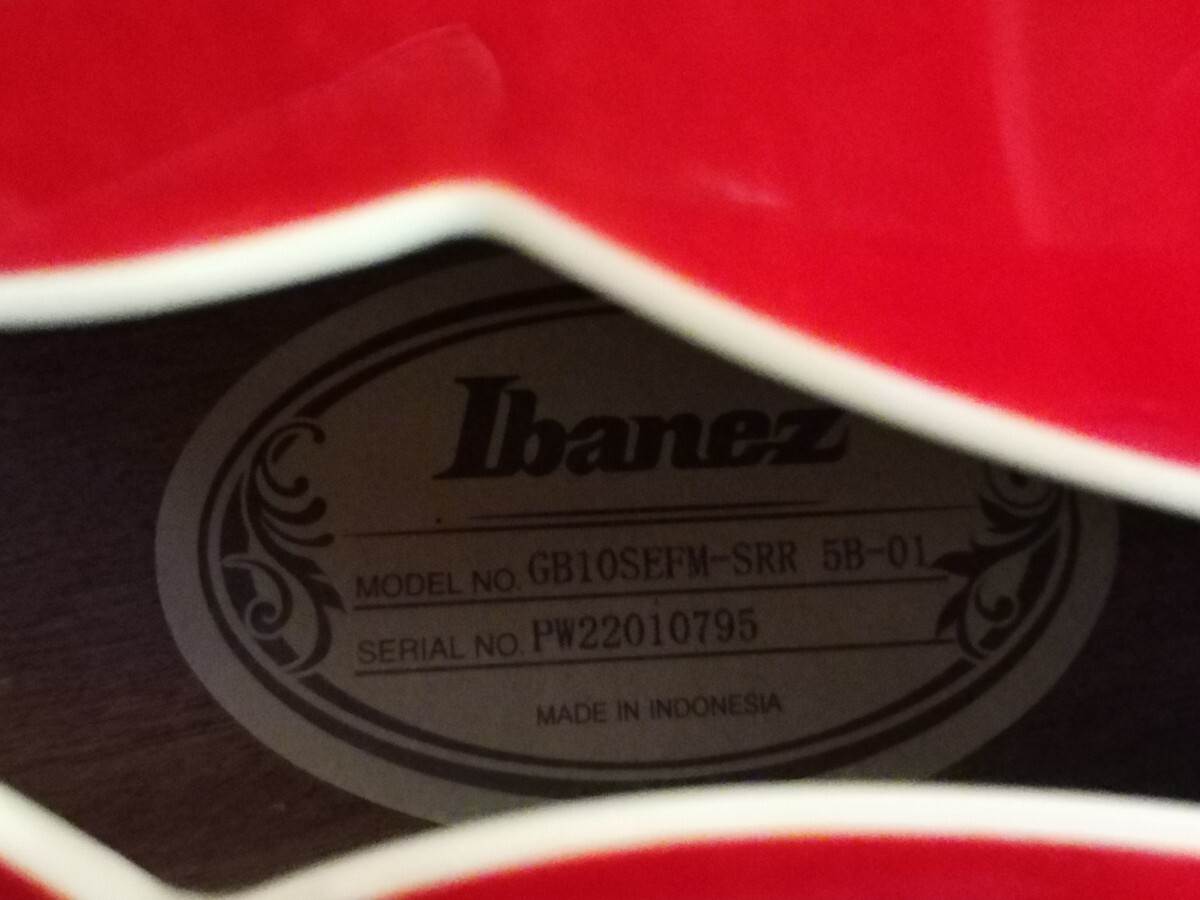 Ibanez
MODEL NO. GB10SEFM-SRR 5B-01
SERIAL NO. PW22010795
MADE IN INDONESIA